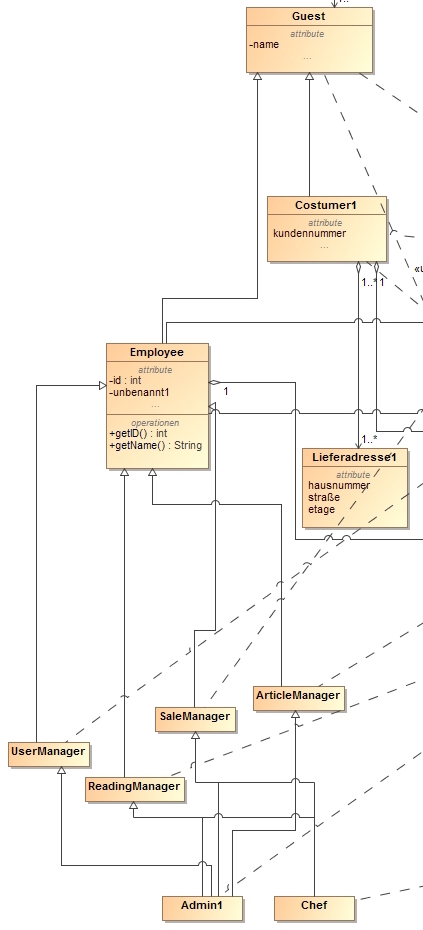 1..
Guest
attribute
-name
...
Costumer1
attribute
kundennummer
...
«u
1..*
1
Employee
attribute
-id : int
-unbenannt1
...
operationen
+getID() : int
+getName() : String
1
1..*
Lieferadresse1
attribute
hausnummer
straße
etage
ArticleManager
SaleManager
UserManager
ReadingManager
Admin1
Chef